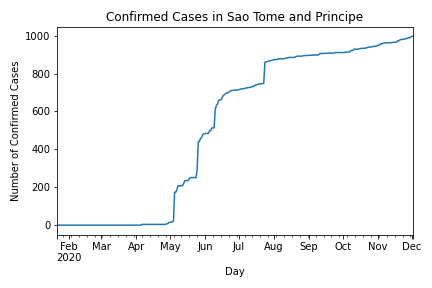 Confirmed Cases in Sao Tome and Principe
Number of Confirmed Cases
1000
800
600
400
200
0
Feb Mar Apr May Jun Jul Aug Sep Oct Nov Dec
2020
Day